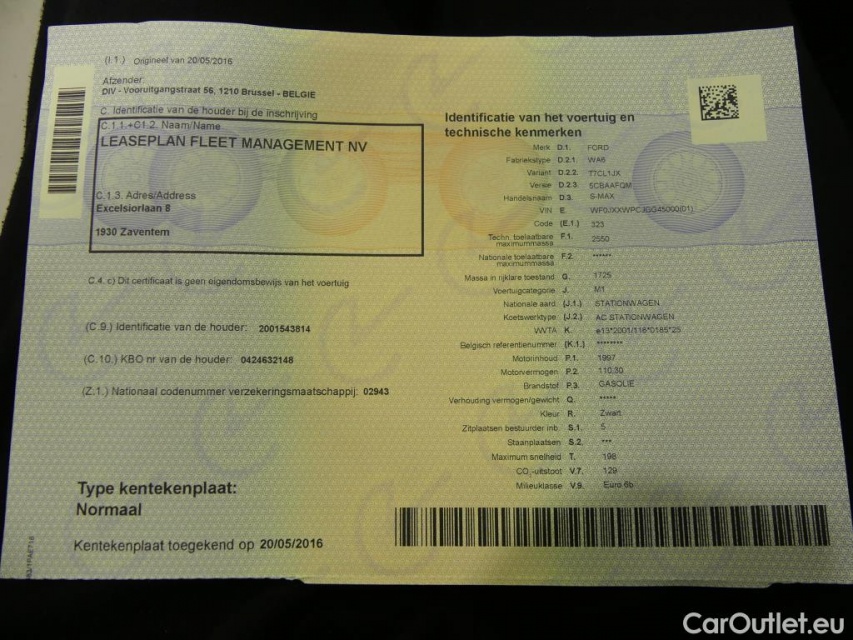 (I.1.) Origineel van 20/05/2016
Afzender:
DIV - Vooruitgangstraat 56, 1210 Brussel - BELGIE
C. Identificatie van de houder bij de inschrijving
C.1.1.+C1.2. Naam/Name
LEASEPLAN FLEET MANAGEMENT NV
C.1.3. Adres/Address
Excelsiorlaan 8
1930 Zaventem
C.4. c) Dit certificaat is geen eigendomsbewijs van het voertuig
(C.9.) Identificatie van de houder: 2001543814
(C.10.) KBO nr van de houder: 0424632148
(Z.1.) Nationaal codenummer verzekeringsmaatschappij: 02943
Type kentekenplaat:
Normaal
Kentekenplaat toegekend op 20/05/2016
Identificatie van het voertuig en
technische kenmerken
Merk D.1. FORD
Fabriekstype D.2.1. WA6
Variant D.2.2. T7CL1JX
Versie D.2.3. 5CBAAFQM
Handelsnaam D.3. S-MAX
VIN E. WF0JXXWPCJGG45000(01)
Code (E.1.) 323
Techn. toelaatbare
maximummassa F.1. 2550
Nationale toelaatbare
maximummassa F.2. ******
Massa in rijklare toestand G. 1725
Voertuigcategorie J. M1
Nationale aard (J.1.) STATIONWAGEN
Koetswerktype (J.2.) AC STATIONWAGEN
WVTA K. e13*2001/116*0185*25
Belgisch referentienummer (K.1.) ********
Motorinhoud P.1. 1997
Motorvermogen P.2. 110.30
Brandstof P.3. GASOLIE
Verhouding vermogen/gewicht Q. *****
Kleur R. Zwart
Zitplaatsen bestuurder inb. S.1. 5
Staanplaatsen S.2. ***
Maximum snelheid T. 198
CO₂-uitstoot V.7. 129
Milieuklasse V.9. Euro 6b
CarOutlet.eu